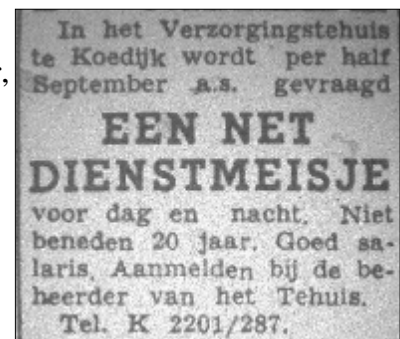 In het Verzorgingstehuis
te Koedijk wordt per half
September a.s. gevraagd
EEN NET
DIENSTMEISJE
voor dag en nacht. Niet
beneden 20 jaar. Goed sa-
laris. Aanmelden bij de be-
heerder van het Tehuis.
Tel. K 2201/287.
,